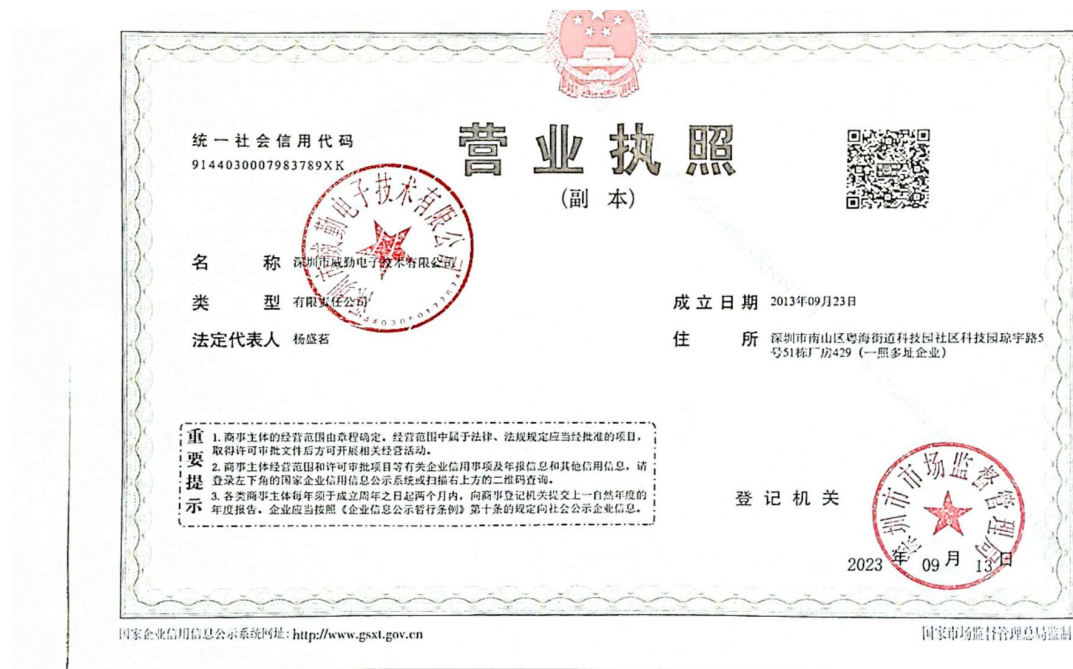 统一社会信用代码
9144030007983789XK
营业执照
(副 本)
名 称 深圳市威勤电子技术有限公司
类 型 有限责任公司
法定代表人 杨盛茗
成立日期 2013年09月23日
住 所 深圳市南山区粤海街道科技园社区科技园琼宇路5
号51栋厂房429（一照多址企业）
重要提示
1. 商事主体的经营范围由章程确定。经营范围中属于法律、法规规定应当经批准的项目，
取得许可审批文件后方可开展相关经营活动。
2. 商事主体经营范围和许可审批项目等有关企业信用事项及年报信息和其他信用信息，请
登录左下角的国家企业信用信息公示系统或扫描右上方的二维码查询。
3. 各类商事主体每年须于成立周年之日起两个月内，向商事登记机关提交上一自然年度的
年度报告。企业应当按照《企业信息公示暂行条例》第十条的规定向社会公示企业信息。
登记机关
深圳市市场监督管理局
2023 年 09 月 13 日
深圳市威勤电子技术有限公司
国家企业信用信息公示系统网址：http://www.gsxt.gov.cn
国家市场监督管理总局监制